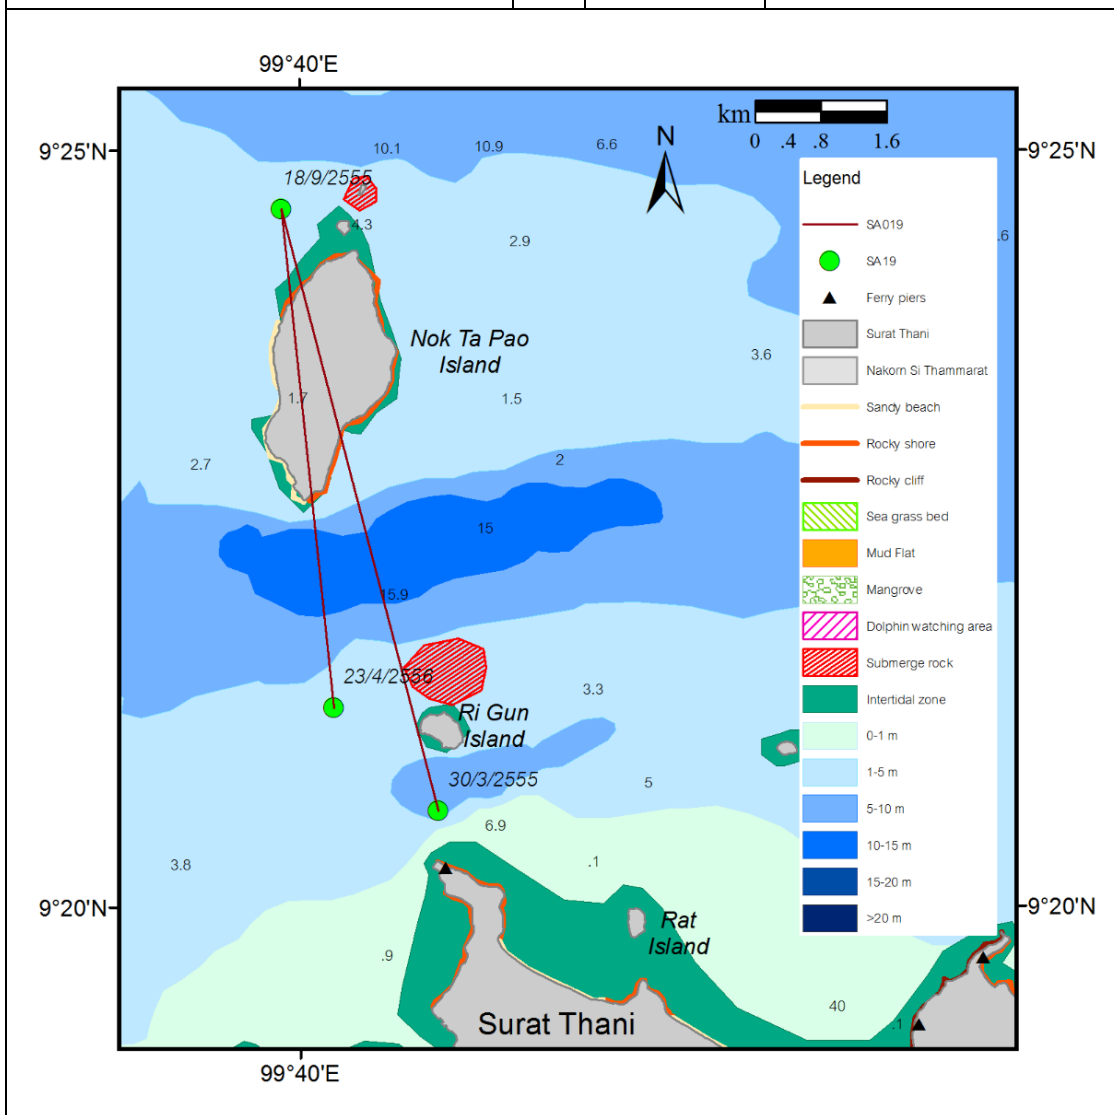 99°40'E
km
0 .4 .8 1.6
N
9°25'N
9°25'N
10.1
10.9
6.6
18/9/2555
4.3
2.9
.6
Nok Ta Pao
Island
3.6
1.7
1.5
2.7
2
15
15.9
23/4/2556
3.3
Ri Gun
Island
30/3/2555
5
6.9
3.8
.1
9°20'N
9°20'N
Rat
Island
.9
40
.1
Surat Thani
99°40'E
Legend
SA019
SA19
Ferry piers
Surat Thani
Nakorn Si Thammarat
Sandy beach
Rocky shore
Rocky cliff
Sea grass bed
Mud Flat
Mangrove
Dolphin watching area
Submerge rock
Intertidal zone
0-1 m
1-5 m
5-10 m
10-15 m
15-20 m
>20 m